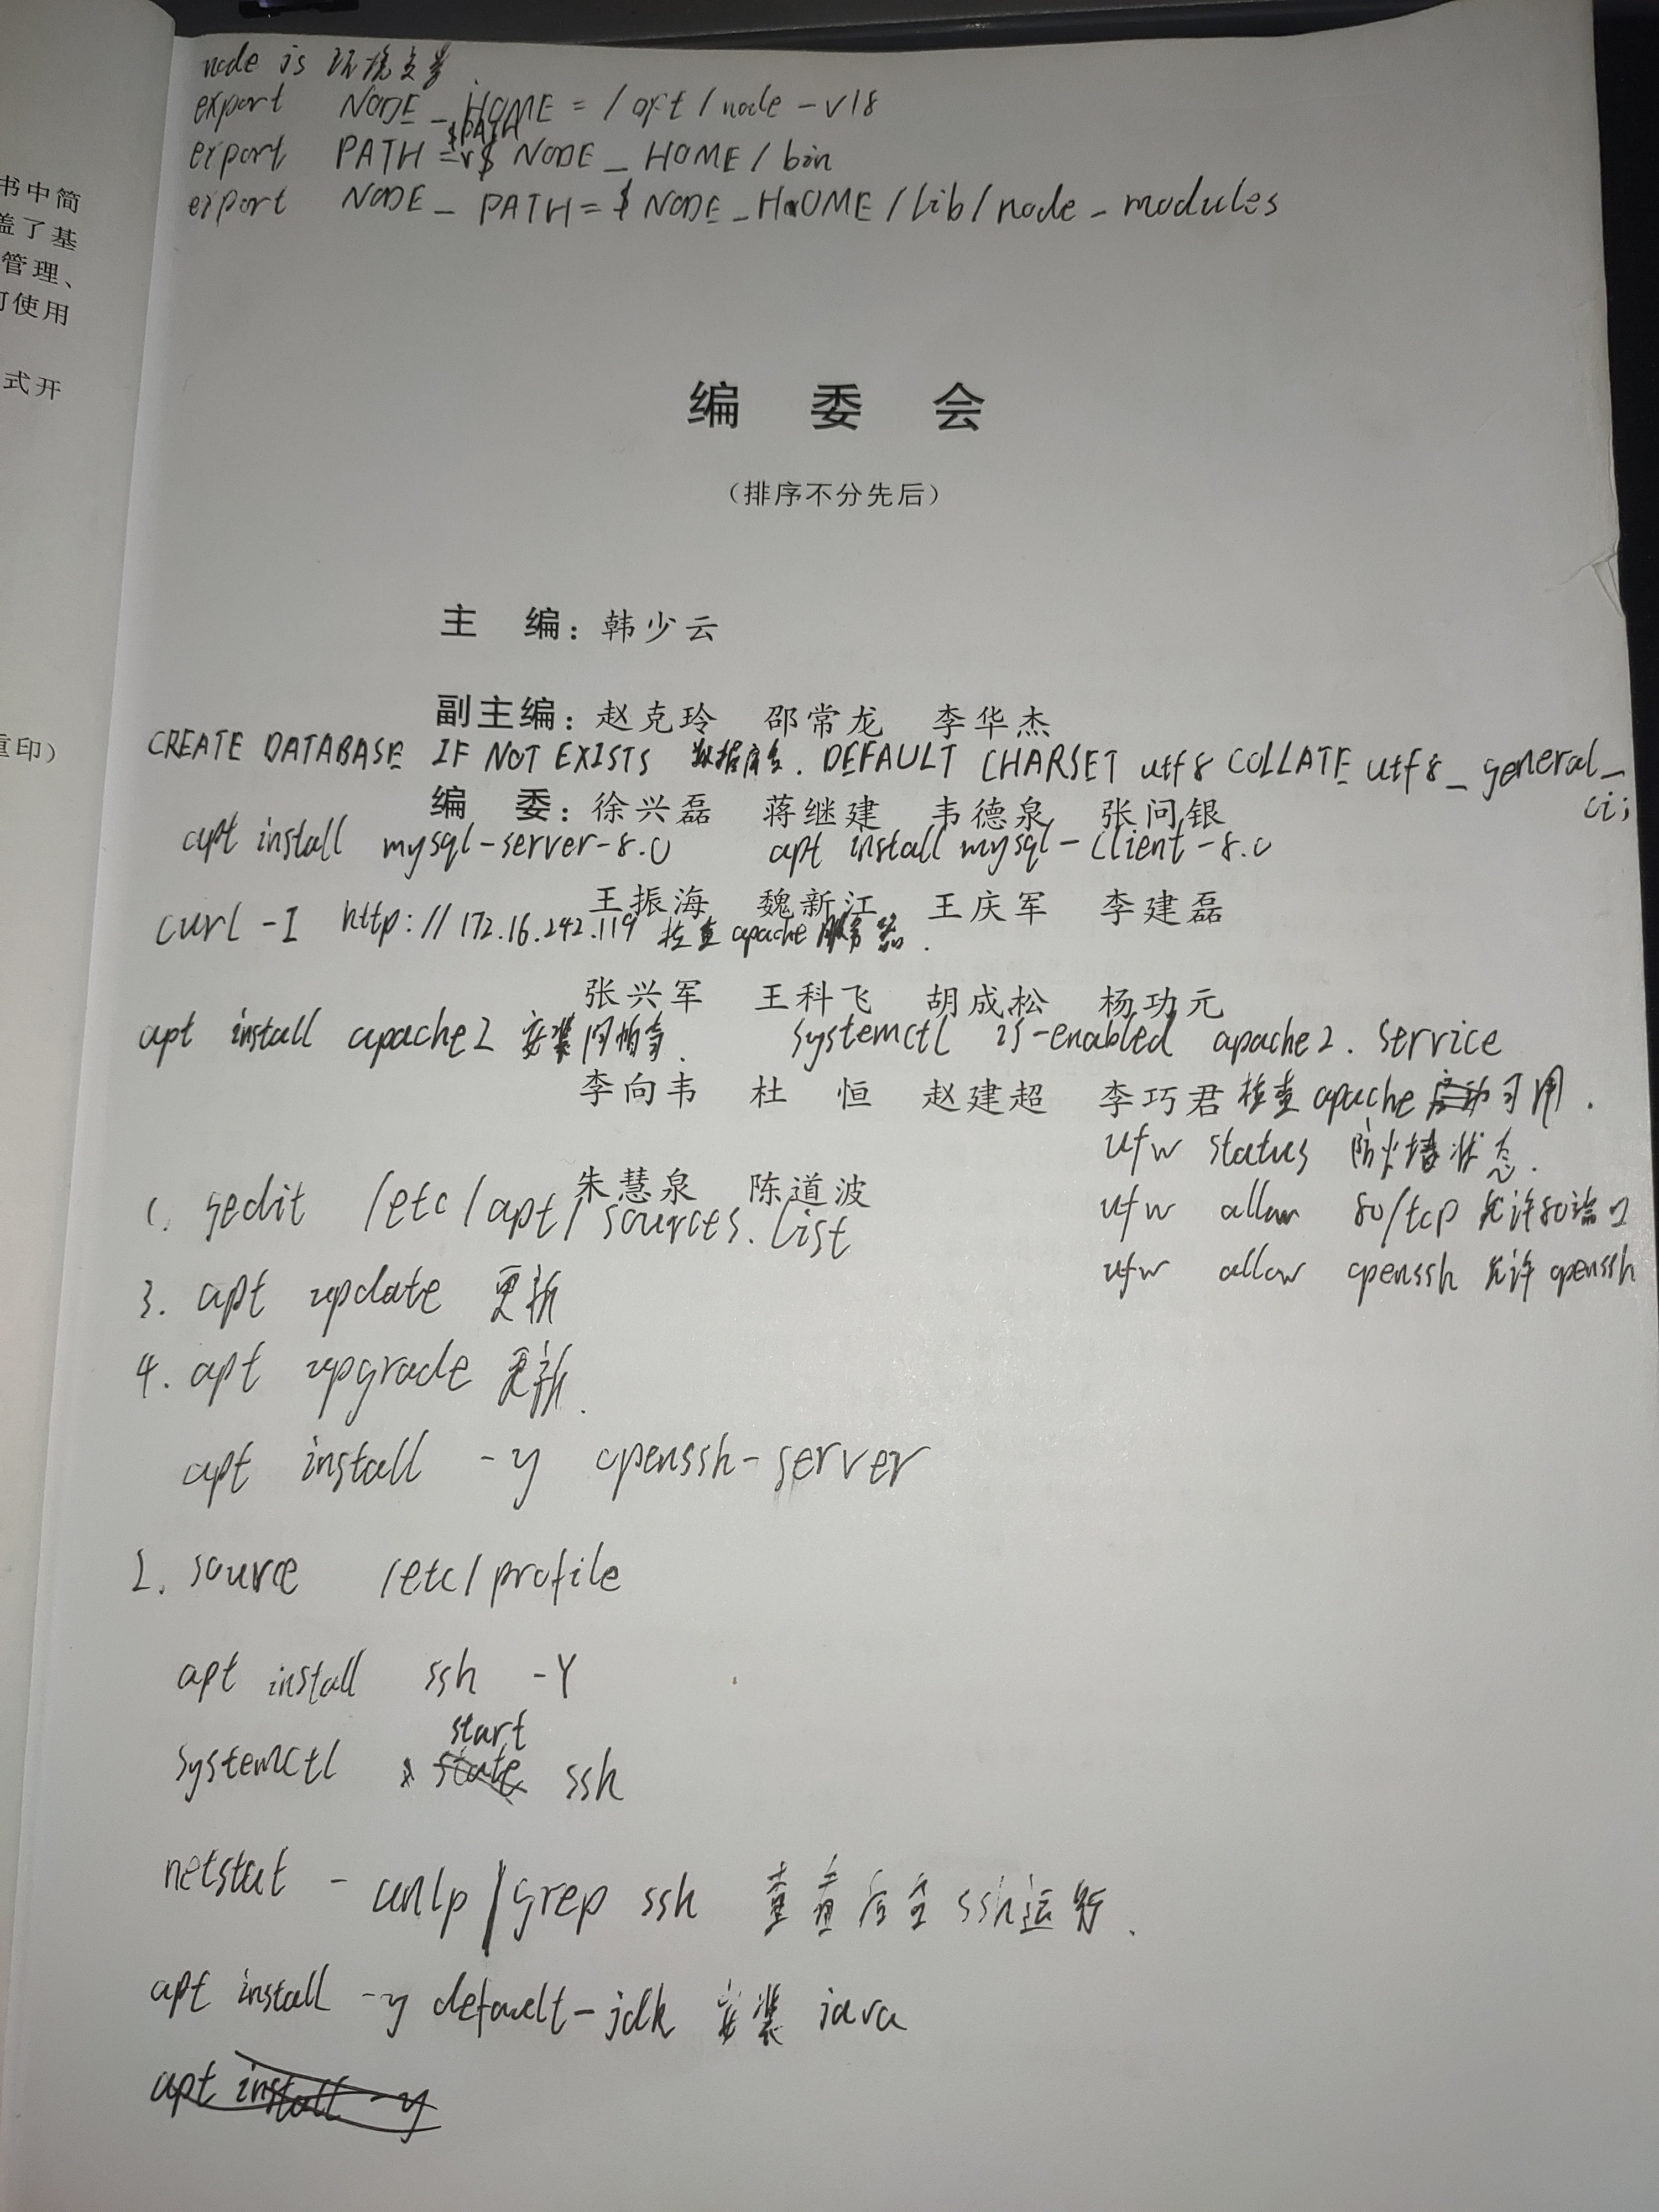 node js 环境变量
export NODE_HOME = /opt/node-v18
$PATH
export PATH = $ NODE_HOME/bin
export NODE_PATH = $ NODE_HOME/lib/node_modules
书中简
盖了基
管理、
可使用
式开
编 委 会
（排序不分先后）
主 编：韩少云
副主编：赵克玲 邵常龙 李华杰
重印）
CREATE DATABASE IF NOT EXISTS 数据库名. DEFAULT CHARSET utf8 COLLATE utf8_general_
ci;
编 委：徐兴磊 蒋继建 韦德泉 张问银
apt install mysql-server-8.0 apt install mysql-client-8.0
王振海 魏新江 王庆军 李建磊
curl -I http://172.16.242.119 检查apache服务器.
张兴军 王科飞 胡成松 杨功元
apt install apache2 安装阿帕奇. systemctl is-enabled apache2.service
李向韦 杜 恒 赵建超 李巧君 检查apache 可用.
ufw status 防火墙状态.
朱慧泉 陈道波
1. gedit /etc/apt/sources.list
ufw allow 80/tcp 允许80端口
ufw allow openssh 允许openssh
3. apt update 更新
4. apt upgrade 更新.
apt install -y openssh-server
2. source /etc/profile
apt install ssh -Y
start
systemctl state ssh
netstat -anlp | grep ssh 查看后台ssh运行.
apt install -y default-jdk 安装 java
apt install -y